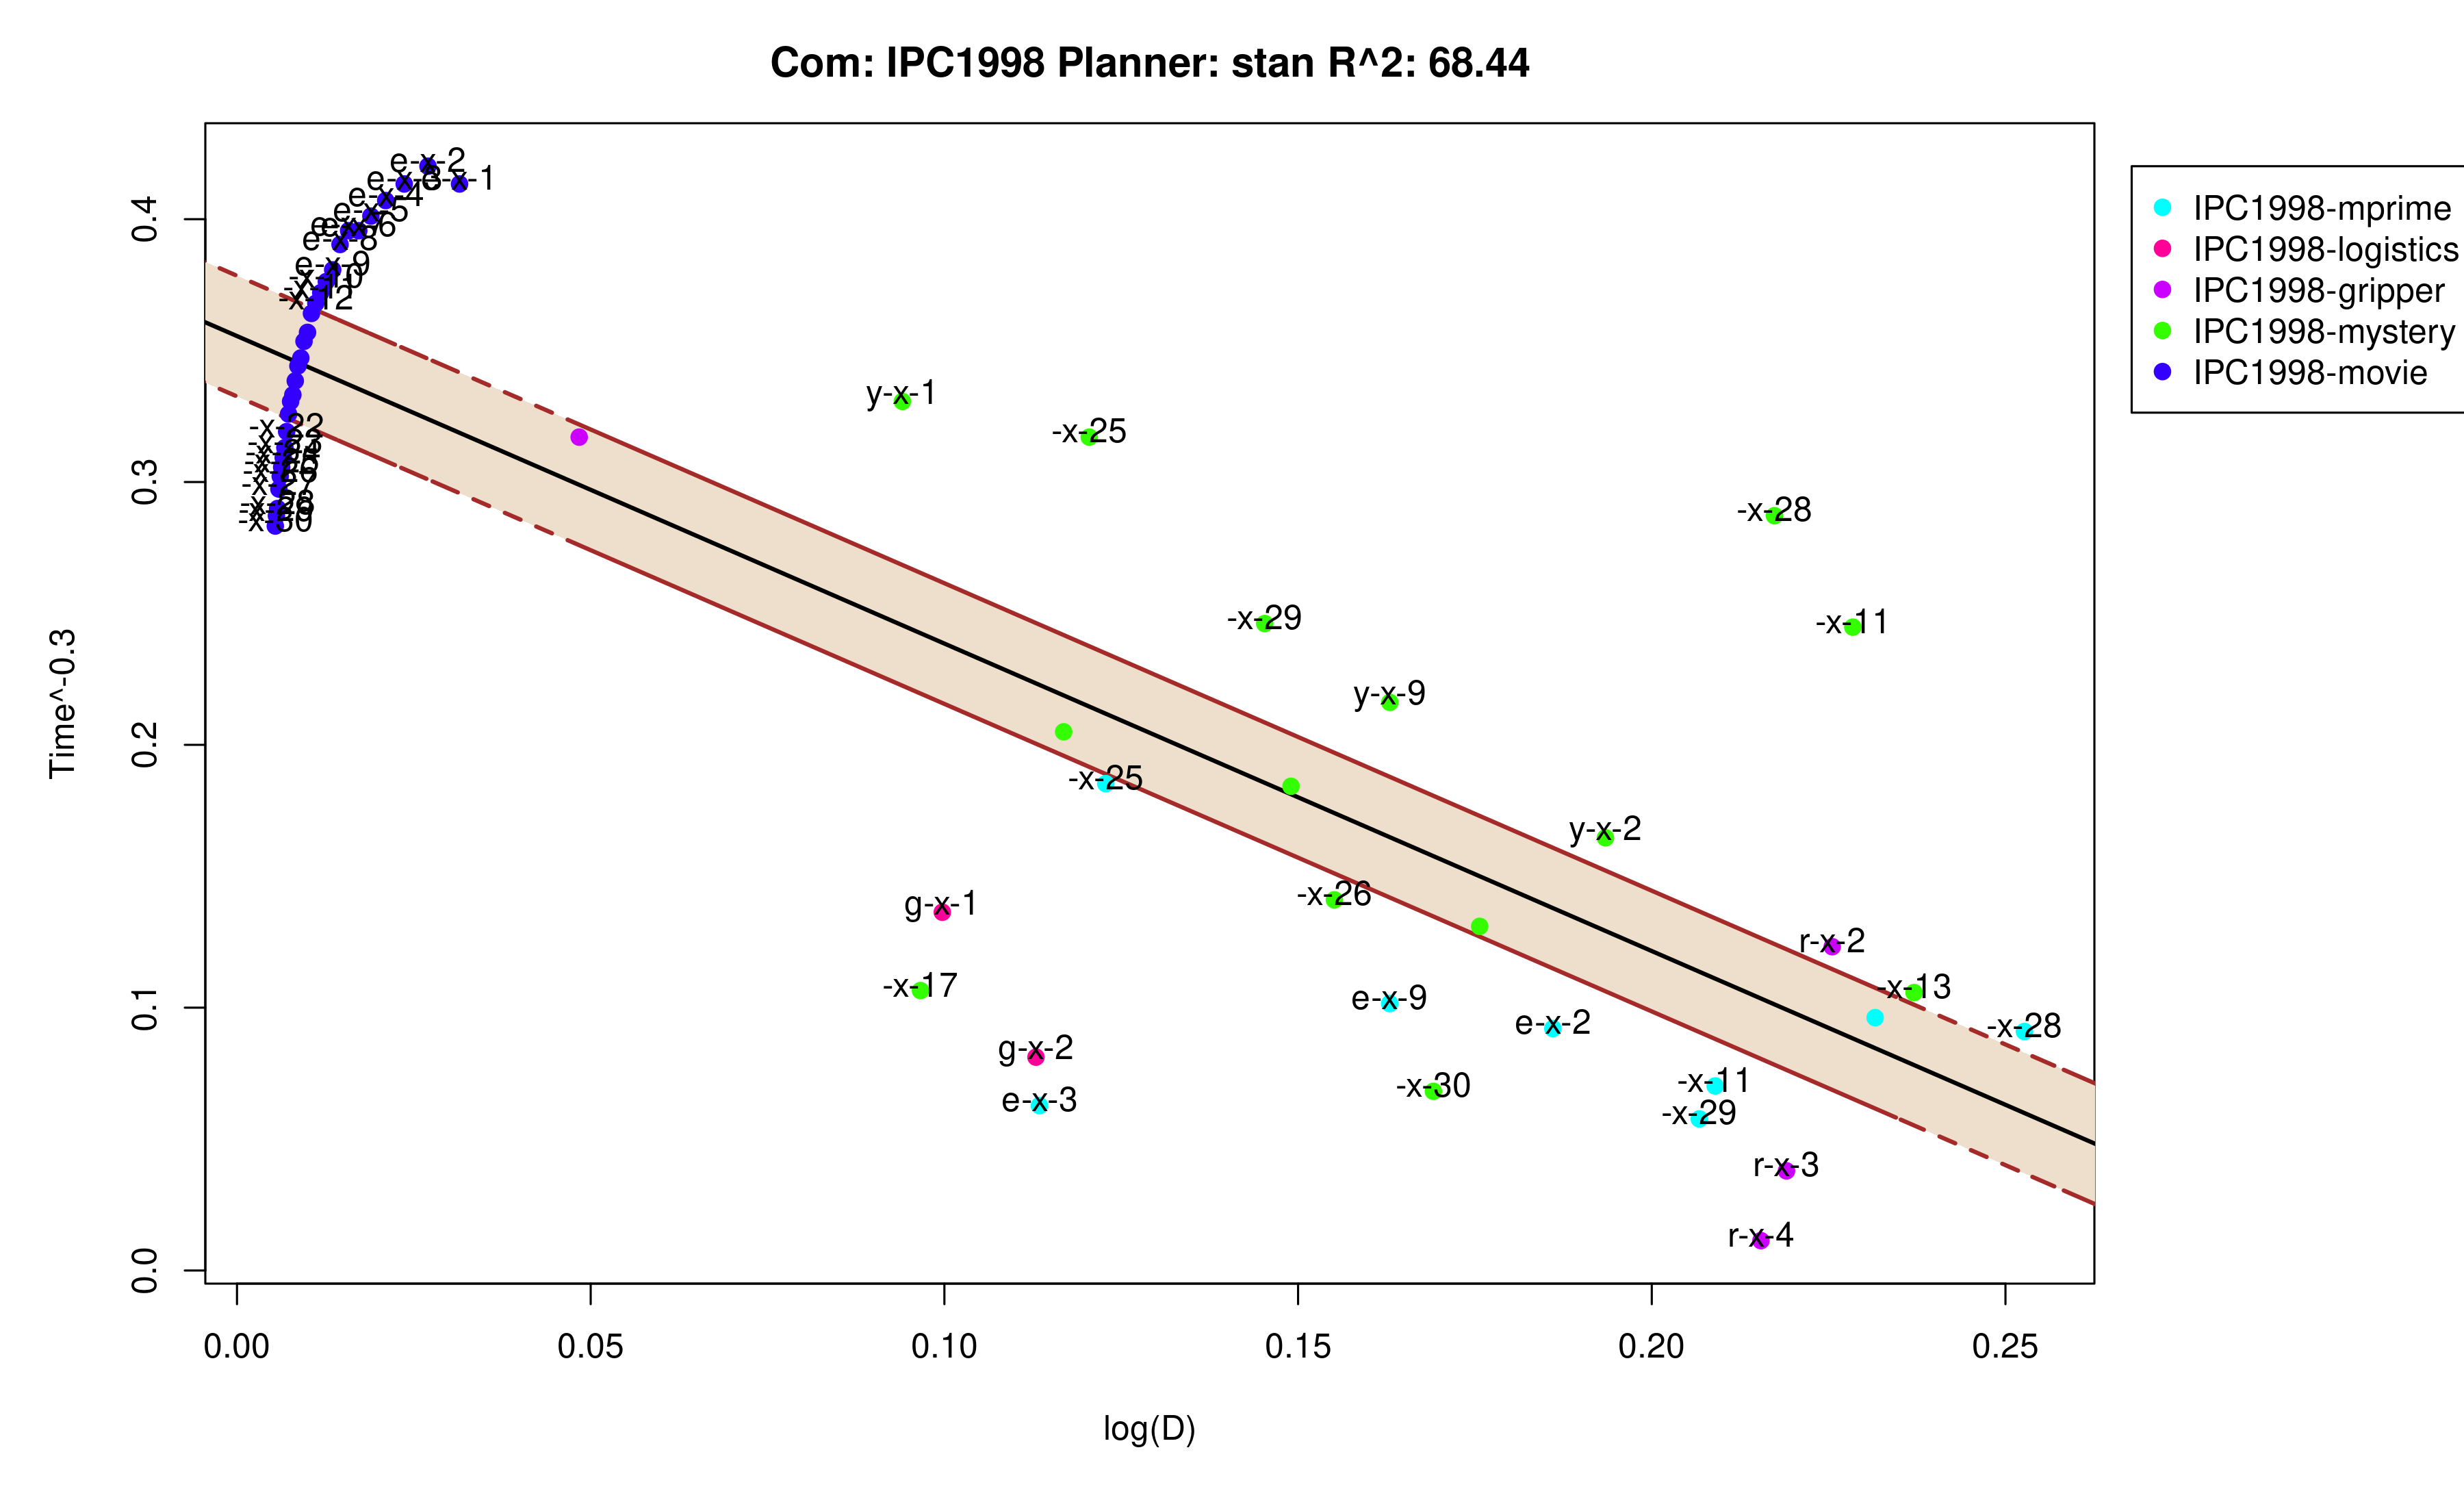 Com: IPC1998 Planner: stan R^2: 68.44
IPC1998-mprime
IPC1998-logistics
IPC1998-gripper
IPC1998-mystery
IPC1998-movie
Time^-0.3
0.4
0.3
0.2
0.1
0.0
e-x-2
e-x-1
e-x-4
e-x-8
e-x-9
-x-10
-x-12
-x-22
-x-30
y-x-1
-x-25
-x-28
-x-29
-x-11
y-x-9
-x-25
y-x-2
-x-26
g-x-1
r-x-2
-x-17
-x-13
e-x-9
e-x-2
-x-28
g-x-2
-x-30
-x-11
e-x-3
-x-29
r-x-3
r-x-4
0.00 0.05 0.10 0.15 0.20 0.25
log(D)